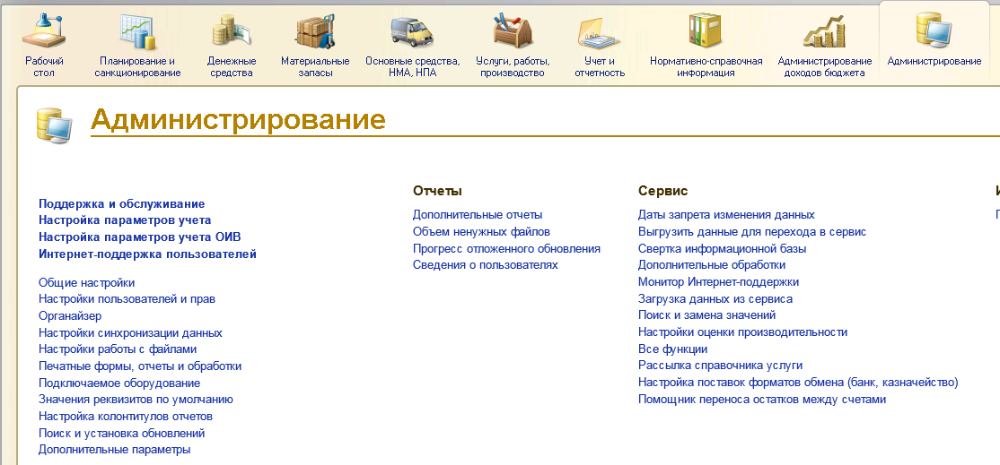 Рабочий
стол
Планирование и
санкционирование
Денежные
средства
Материальные
запасы
Основные средства,
НМА, НПА
Услуги, работы,
производство
Учет и
отчетность
Нормативно-справочная
информация
Администрирование
доходов бюджета
Администрирование
Администрирование
Поддержка и обслуживание
Настройка параметров учета
Настройка параметров учета ОИВ
Интернет-поддержка пользователей
Общие настройки
Настройки пользователей и прав
Органайзер
Настройки синхронизации данных
Настройки работы с файлами
Печатные формы, отчеты и обработки
Подключаемое оборудование
Значения реквизитов по умолчанию
Настройка колонтитулов отчетов
Поиск и установка обновлений
Дополнительные параметры
Отчеты
Дополнительные отчеты
Объем ненужных файлов
Прогресс отложенного обновления
Сведения о пользователях
Сервис
Даты запрета изменения данных
Выгрузить данные для перехода в сервис
Свертка информационной базы
Дополнительные обработки
Монитор Интернет-поддержки
Загрузка данных из сервиса
Поиск и замена значений
Настройки оценки производительности
Все функции
Рассылка справочника услуги
Настройка поставок форматов обмена (банк, казначейство)
Помощник переноса остатков между счетами